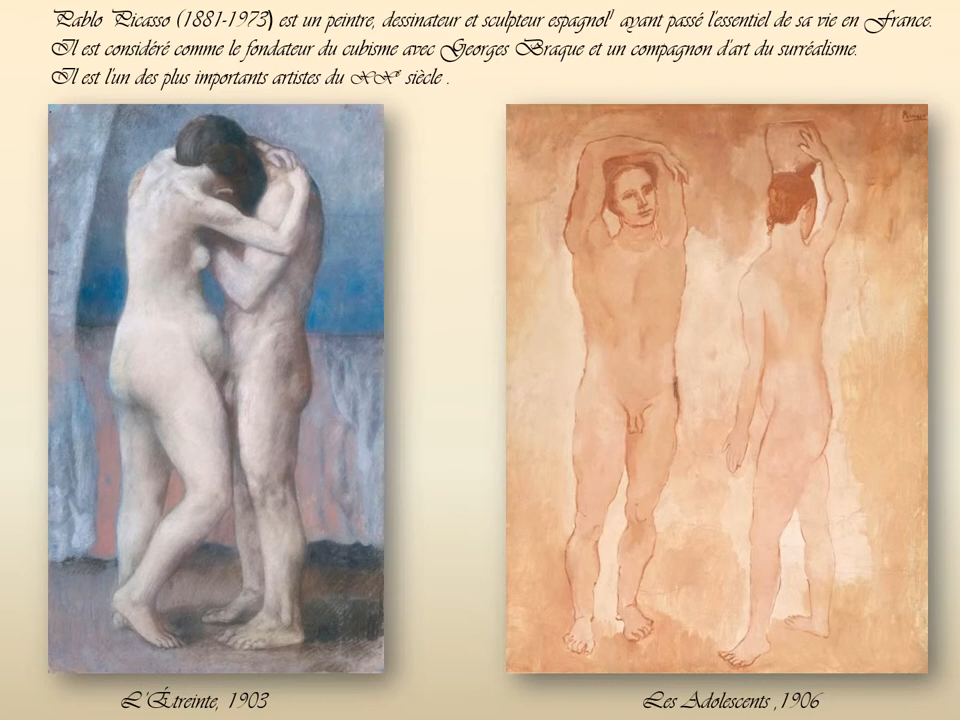 Pablo Picasso (1881-1973) est un peintre, dessinateur et sculpteur espagnol¹ ayant passé l'essentiel de sa vie en France.
Il est considéré comme le fondateur du cubisme avec Georges Braque et un compagnon d'art du surréalisme.
Il est l'un des plus importants artistes du XXᵉ siècle .
Picasso
L'Étreinte, 1903
Les Adolescents ,1906